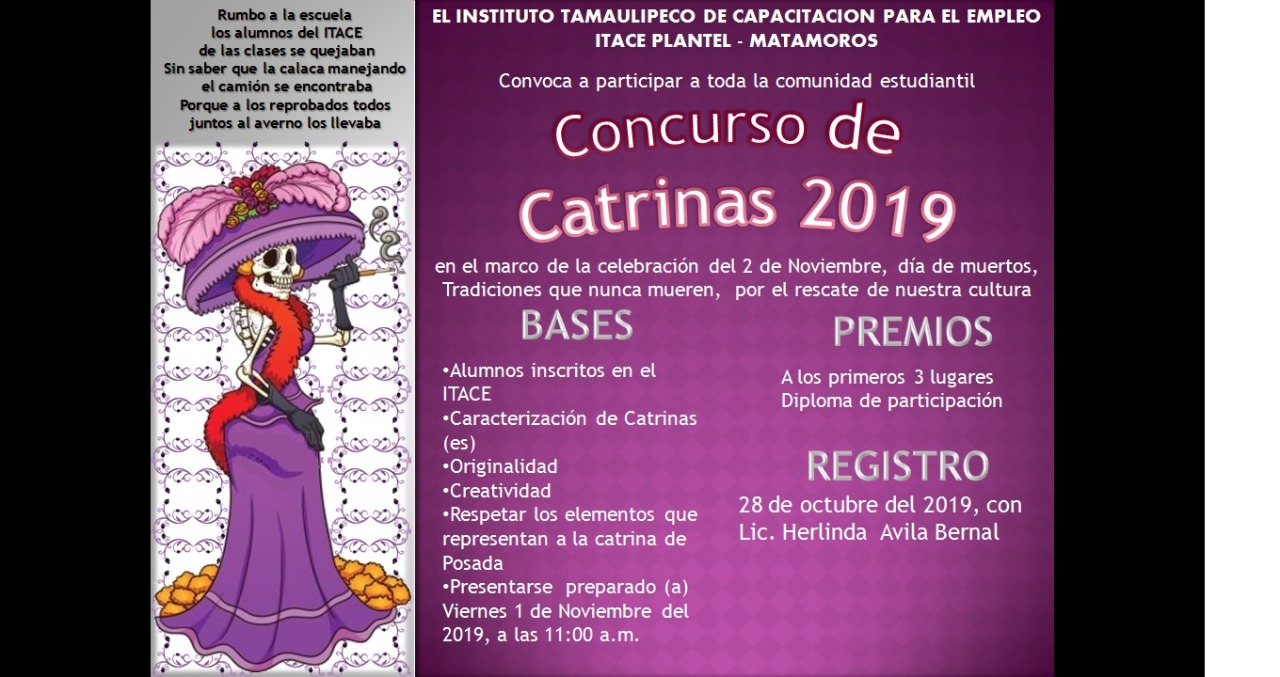 Rumbo a la escuela
los alumnos del ITACE
de las clases se quejaban
Sin saber que la calaca manejando
el camión se encontraba
Porque a los reprobados todos
juntos al averno los llevaba
EL INSTITUTO TAMAULIPECO DE CAPACITACION PARA EL EMPLEO
ITACE PLANTEL - MATAMOROS
Convoca a participar a toda la comunidad estudiantil
Concurso de
Catrinas 2019
en el marco de la celebración del 2 de Noviembre, día de muertos,
Tradiciones que nunca mueren, por el rescate de nuestra cultura
BASES
•Alumnos inscritos en el
ITACE
•Caracterización de Catrinas
(es)
•Originalidad
•Creatividad
•Respetar los elementos que
representan a la catrina de
Posada
•Presentarse preparado (a)
Viernes 1 de Noviembre del
2019, a las 11:00 a.m.
PREMIOS
A los primeros 3 lugares
Diploma de participación
REGISTRO
28 de octubre del 2019, con
Lic. Herlinda Avila Bernal